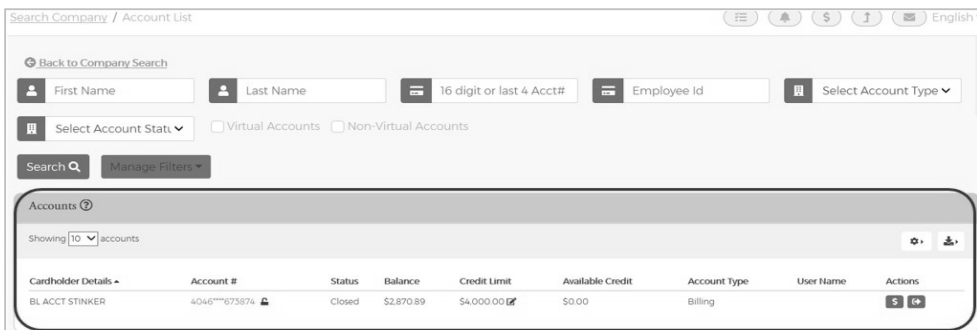 Search Company / Account List English
Back to Company Search
First Name Last Name 16 digit or last 4 Acct# Employee Id Select Account Type
Select Account Statu Virtual Accounts Non-Virtual Accounts
Search Manage Filters
Accounts
Showing 10 accounts
Cardholder Details Account # Status Balance Credit Limit Available Credit Account Type User Name Actions
BL ACCT STINKER 4046****673874 Closed $2,870.89 $4,000.00 $0.00 Billing $